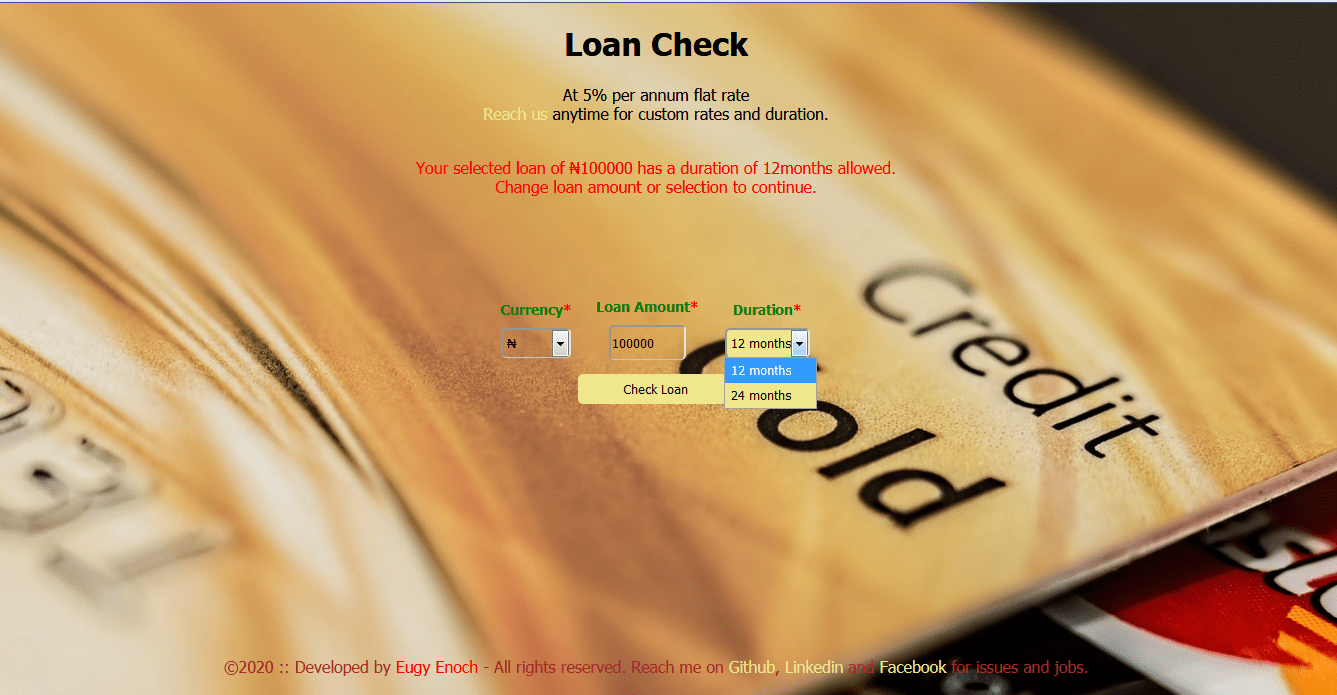 Loan Check
At 5% per annum flat rate
Reach us anytime for custom rates and duration.
Your selected loan of ₦100000 has a duration of 12months allowed.
Change loan amount or selection to continue.
Currency* Loan Amount* Duration*
₦ 100000 12 months
12 months
24 months
Check Loan
Credit
Gold
©2020 :: Developed by Eugy Enoch - All rights reserved. Reach me on Github, Linkedin and Facebook for issues and jobs.